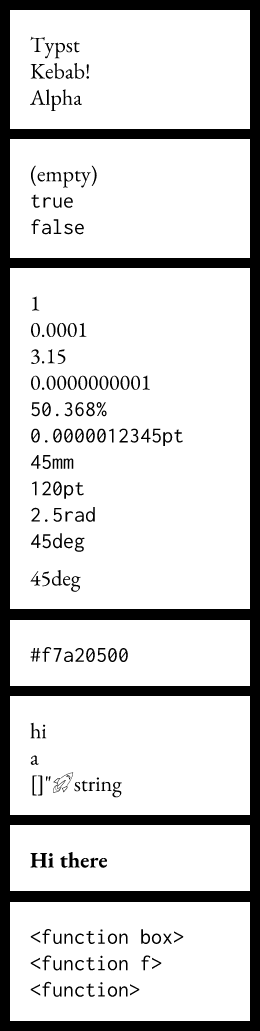 Typst
Kebab!
Alpha
(empty)
true
false
1
0.0001
3.15
0.0000000001
50.368%
0.0000012345pt
45mm
120pt
2.5rad
45deg
45deg
#f7a20500
hi
a
[]"🚀string
Hi there
<function box>
<function f>
<function>